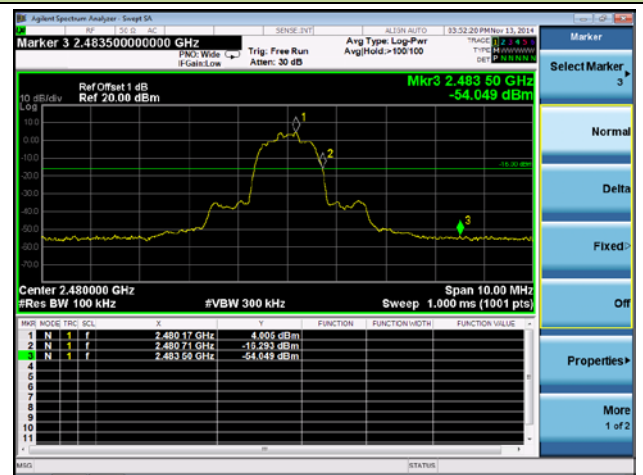 Agilent Spectrum Analyzer - Swept SA
RF 50 Ω AC SENSE:INT ALIGN AUTO 03:52:20 PM Nov 13, 2014
Marker 3 2.483500000000 GHz
PNO: Wide
IFGain:Low
Trig: Free Run
Atten: 30 dB
Avg Type: Log-Pwr
Avg|Hold:>100/100
TRACE 1 2 3 4 5 6
TYPE M
DET P N N N N N
Ref Offset 1 dB
10 dB/div Ref 20.00 dBm
Log
Mkr3 2.483 50 GHz
-54.049 dBm
10.0
0.00
-10.0
-20.0
-30.0
-40.0
-50.0
-60.0
-70.0
1
2
3
Center 2.480000 GHz
#Res BW 100 kHz
#VBW 300 kHz
Span 10.00 MHz
Sweep 1.000 ms (1001 pts)
MKR MODE TRC SCL X Y FUNCTION FUNCTION WIDTH FUNCTION VALUE
1 N 1 f 2.480 17 GHz 4.005 dBm
2 N 1 f 2.480 71 GHz -16.293 dBm
3 N 1 f 2.483 50 GHz -54.049 dBm
4
5
6
7
8
9
10
11
MSG STATUS
Marker
Select Marker
3
Normal
Delta
Fixed
Off
Properties
More
1 of 2